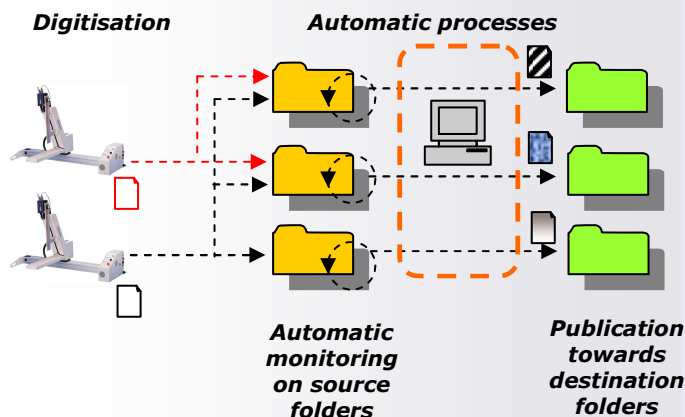 Digitisation
Automatic processes
Automatic
monitoring
on source
folders
Publication
towards
destination
folders